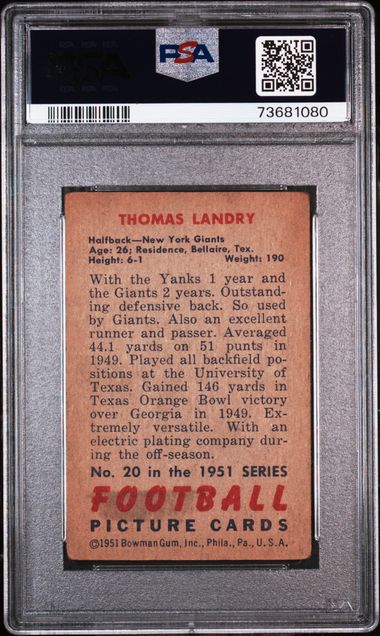 PSA
73681080
THOMAS LANDRY
Halfback—New York Giants
Age: 26; Residence, Bellaire, Tex.
Height: 6-1 Weight: 190
With the Yanks 1 year and
the Giants 2 years. Outstand-
ing defensive back. So used
by Giants. Also an excellent
runner and passer. Averaged
44.1 yards on 51 punts in
1949. Played all backfield po-
sitions at the University of
Texas. Gained 146 yards in
Texas Orange Bowl victory
over Georgia in 1949. Ex-
tremely versatile. With an
electric plating company dur-
ing the off-season.
No. 20 in the 1951 SERIES
FOOTBALL
PICTURE CARDS
©1951 Bowman Gum, Inc., Phila., Pa., U.S.A.